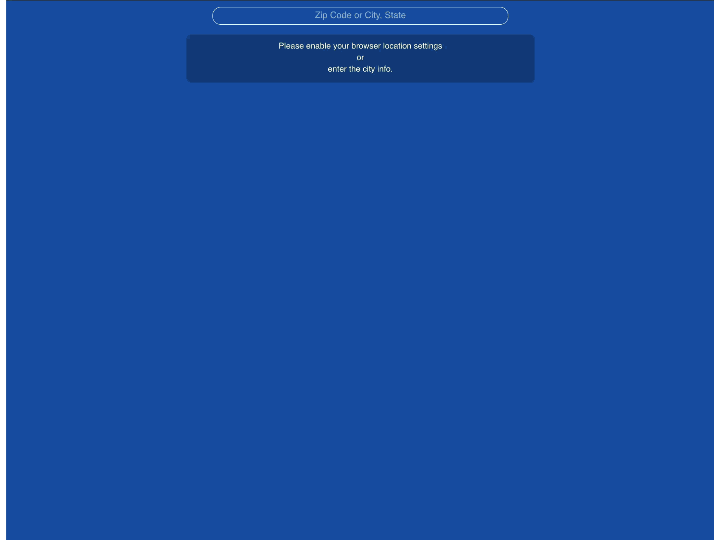 Zip Code or City, State
Please enable your browser location settings
or
enter the city info.